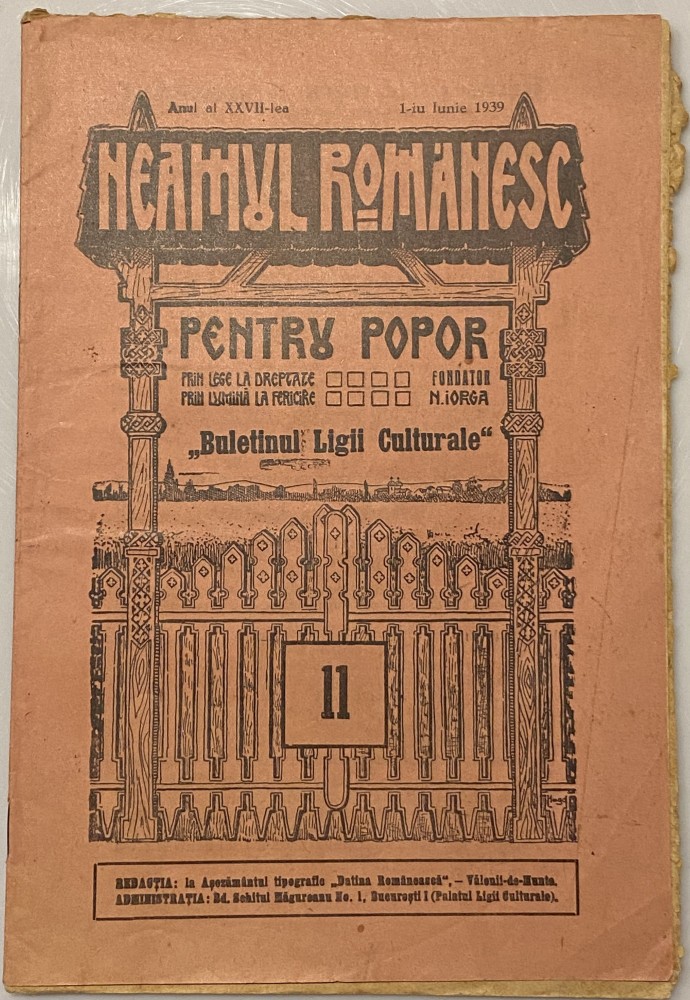 Anul al XXVII-lea 1-iu Iunie 1939
NEAMUL ROMĂNESC
PENTRU POPOR
PRIN LEGE LA DREPTATE FONDATOR
PRIN LUMINĂ LA FERICIRE N. IORGA
„Buletinul Ligii Culturale“
11
REDACȚIA: la Așezământul tipografic „Datina Românească“, – Vălenii-de-Munte.
ADMINISTRAȚIA: Bd. Schitul Măgureanu No. 1, București I (Palatul Ligii Culturale).